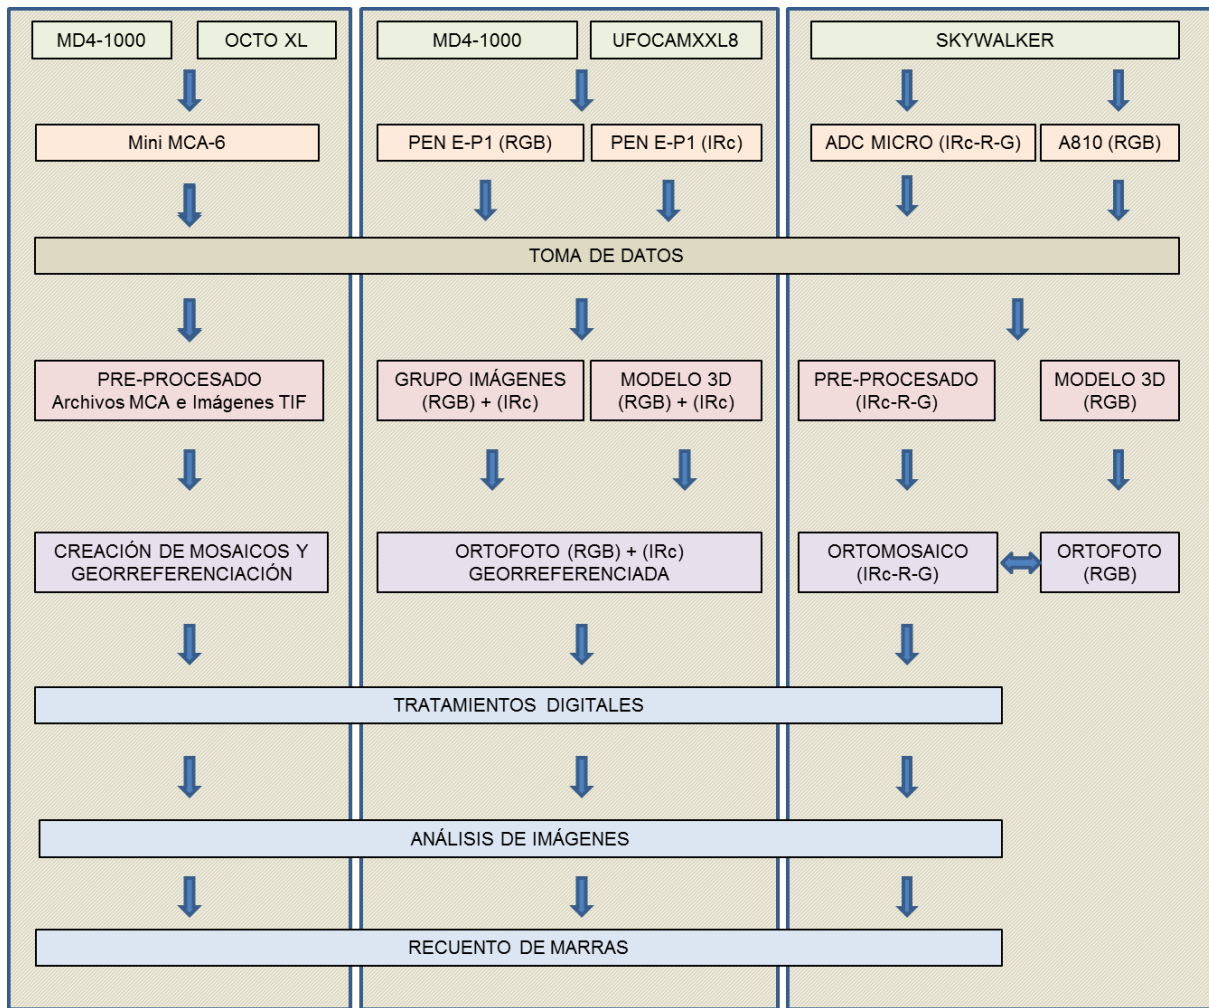 MD4-1000
OCTO XL
MD4-1000
UFOCAMXXL8
SKYWALKER
Mini MCA-6
PEN E-P1 (RGB)
PEN E-P1 (IRc)
ADC MICRO (IRc-R-G)
A810 (RGB)
TOMA DE DATOS
PRE-PROCESADO
Archivos MCA e Imágenes TIF
GRUPO IMÁGENES
(RGB) + (IRc)
MODELO 3D
(RGB) + (IRc)
PRE-PROCESADO
(IRc-R-G)
MODELO 3D
(RGB)
CREACIÓN DE MOSAICOS Y
GEORREFERENCIACIÓN
ORTOFOTO (RGB) + (IRc)
GEORREFERENCIADA
ORTOMOSAICO
(IRc-R-G)
ORTOFOTO
(RGB)
TRATAMIENTOS DIGITALES
ANÁLISIS DE IMÁGENES
RECUENTO DE MARRAS